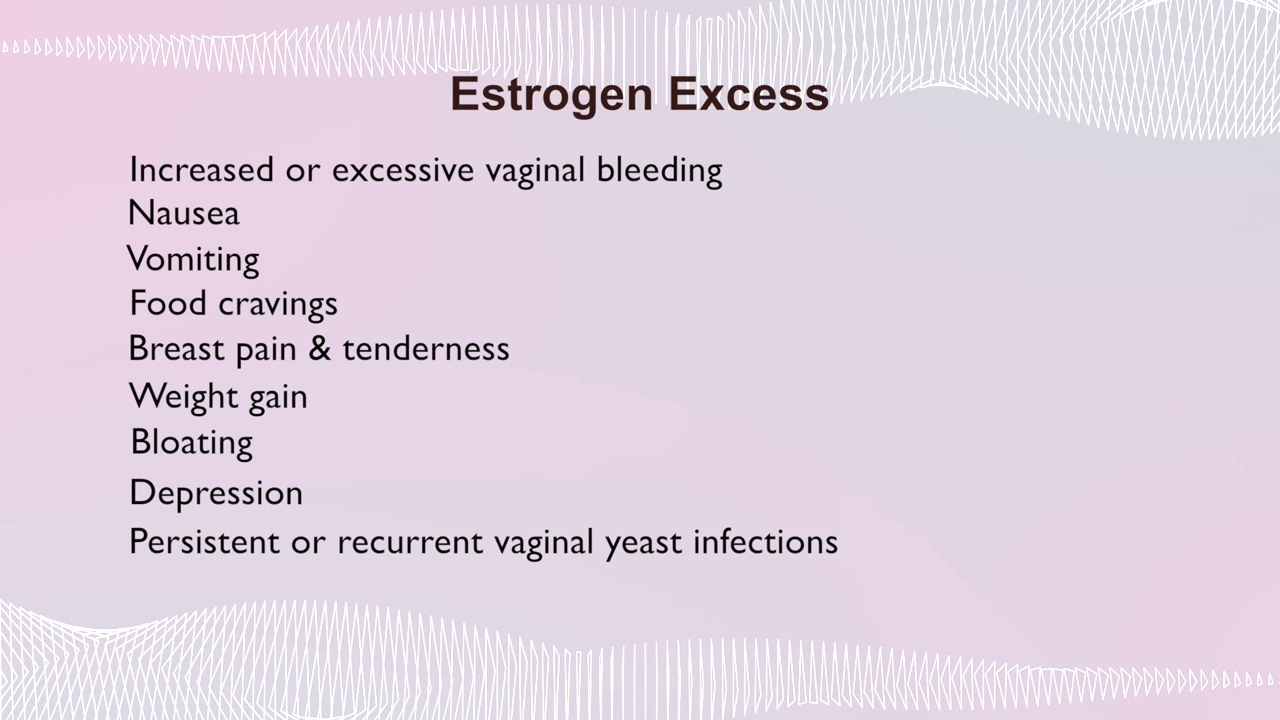 Estrogen Excess
Increased or excessive vaginal bleeding
Nausea
Vomiting
Food cravings
Breast pain & tenderness
Weight gain
Bloating
Depression
Persistent or recurrent vaginal yeast infections